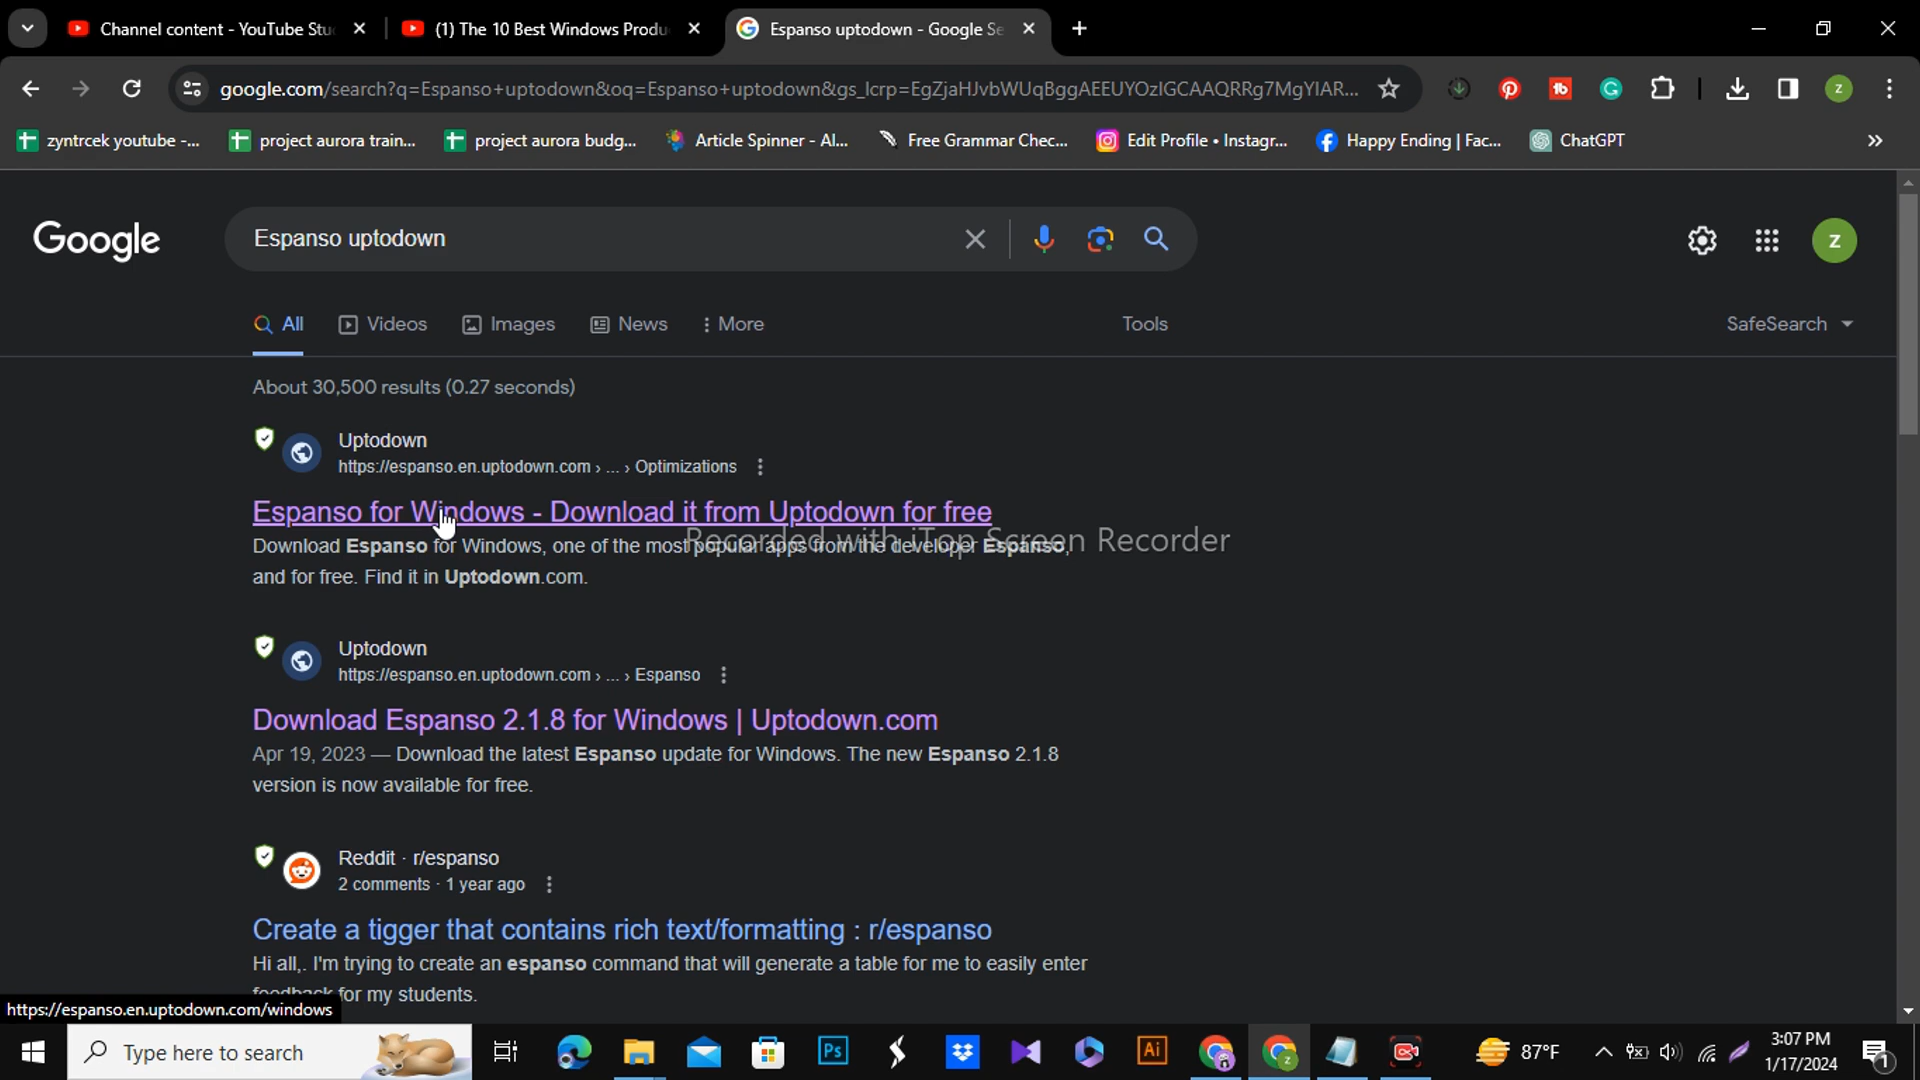 Channel content - YouTube Stu
(1) The 10 Best Windows Produ
Espanso uptodown - Google Se
google.com/search?q=Espanso+uptodown&oq=Espanso+uptodown&gs_lcrp=EgZjaHJvbWUqBggAEEUYOzIGCAAQRRg7MgYIAR...
z
zyntrcek youtube -...
project aurora train...
project aurora budg...
Article Spinner - AI...
Free Grammar Chec...
Edit Profile • Instagr...
Happy Ending | Fac...
ChatGPT
Google
Espanso uptodown
z
All
Videos
Images
News
More
Tools
SafeSearch
About 30,500 results (0.27 seconds)
Uptodown
https://espanso.en.uptodown.com › ... › Optimizations
Espanso for Windows - Download it from Uptodown for free
Recorded with iTop Screen Recorder
Download Espanso for Windows, one of the most popular apps from the developer Espanso,
and for free. Find it in Uptodown.com.
Uptodown
https://espanso.en.uptodown.com › ... › Espanso
Download Espanso 2.1.8 for Windows | Uptodown.com
Apr 19, 2023 — Download the latest Espanso update for Windows. The new Espanso 2.1.8
version is now available for free.
Reddit · r/espanso
2 comments · 1 year ago
Create a tigger that contains rich text/formatting : r/espanso
Hi all,. I'm trying to create an espanso command that will generate a table for me to easily enter
feedback for my students.
https://espanso.en.uptodown.com/windows
Type here to search
Ps
Ai
z
87°F
3:07 PM
1/17/2024
1